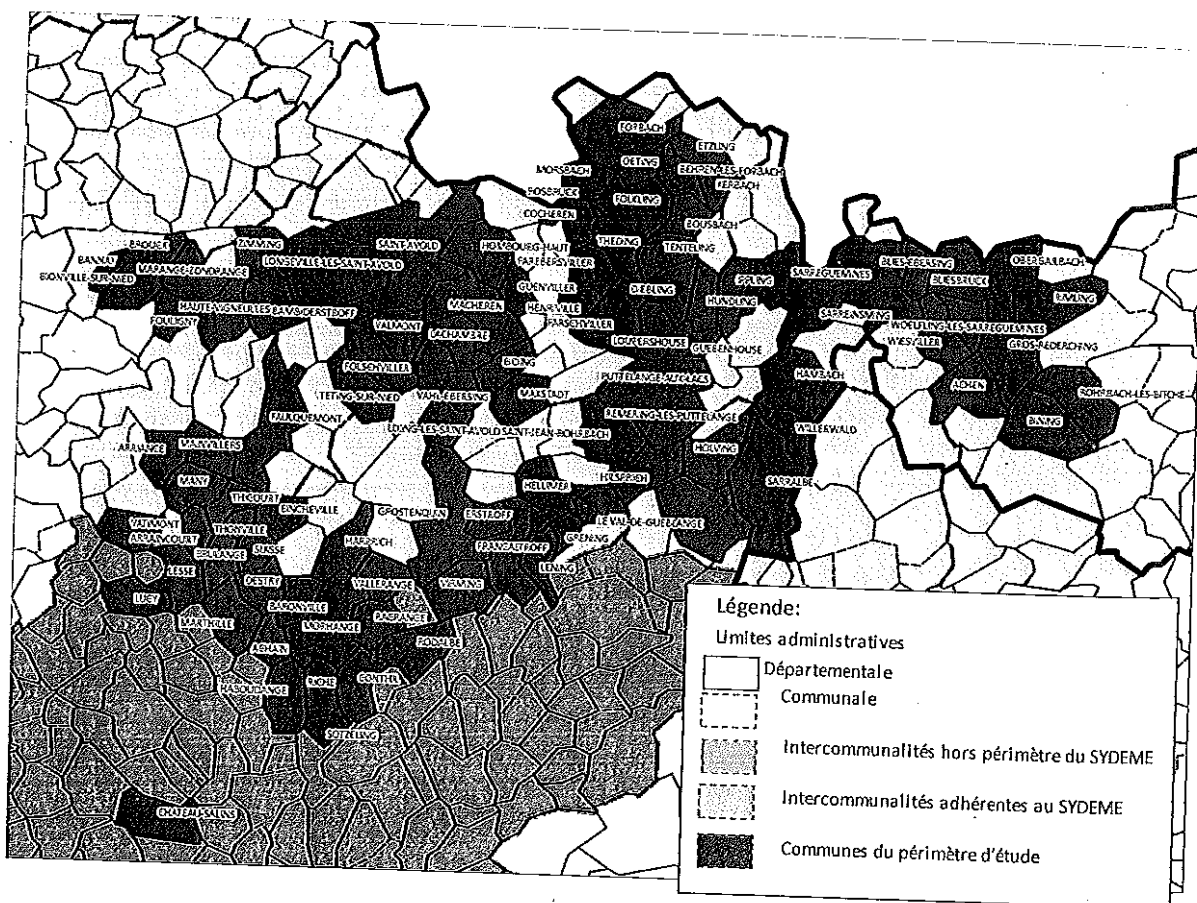 FORBACH
ETZLING
OETING
MORSBACH
BEHREN-LES-FORBACH
KERBACH
ROSBRUCK
FOLKLING
COCHEREN
BOUSBACH
BROUCK
ZIMMING
SAINT-AVOLD
HOMBOURG-HAUT
THEDING
TENTELING
BANNAY
MARANGE-ZONDRANGE
LONGEVILLE-LES-SAINT-AVOLD
FAREBERSVILLER
SARREGUEMINES
BLIES-EBERSING
OBERGAILBACH
BIONVILLE-SUR-NIED
GUENVILLER
DIEBLING
IPPLING
BLIESBRUCK
HAUTE-VIGNEULLES
BAMBIDERSTROFF
MACHEREN
HENRIVILLE
HUNDLING
RIMLING
FOULIGNY
VALMONT
LACHAMBRE
FARSCHVILLER
SARREINSMING
WOELFLING-LES-SARREGUEMINES
LOUPERSHOUSE
GUEBENHOUSE
WIESVILLER
GROS-REDERCHING
FOLSCHVILLER
BIDING
HAMBACH
TETING-SUR-NIED
VAHL-EBERSING
MAXSTADT
PUTTELANGE-AUX-LACS
ACHEN
ROHRBACH-LES-BITCHE
FAULQUEMONT
REMERING-LES-PUTTELANGE
BINING
ARRIANCE
MAINVILLERS
LIXING-LES-SAINT-AVOLD
SAINT-JEAN-ROHRBACH
HOLVING
WILLERWALD
MANY
HELLIMER
HILSPRICH
SARRALBE
THICOURT
EINCHEVILLE
GROSTENQUIN
ERSTROFF
VATIMONT
THONVILLE
LE VAL-DE-GUEBLANGE
ARRAINCOURT
BRULANGE
SUISSE
HARPRICH
FRANCALTROFF
GRENING
LESSE
DESTRY
VALLERANGE
VIRMING
LENING
LUCY
BARONVILLE
MARTHILLE
MORHANGE
RACRANGE
RODALBE
ACHAIN
HABOUDANGE
RICHE
CONTHIL
SOTZELING
CHATEAU-SALINS
Légende:
Limites administratives
Départementale
Communale
Intercommunalités hors périmètre du SYDEME
Intercommunalités adhérentes au SYDEME
Communes du périmètre d'étude